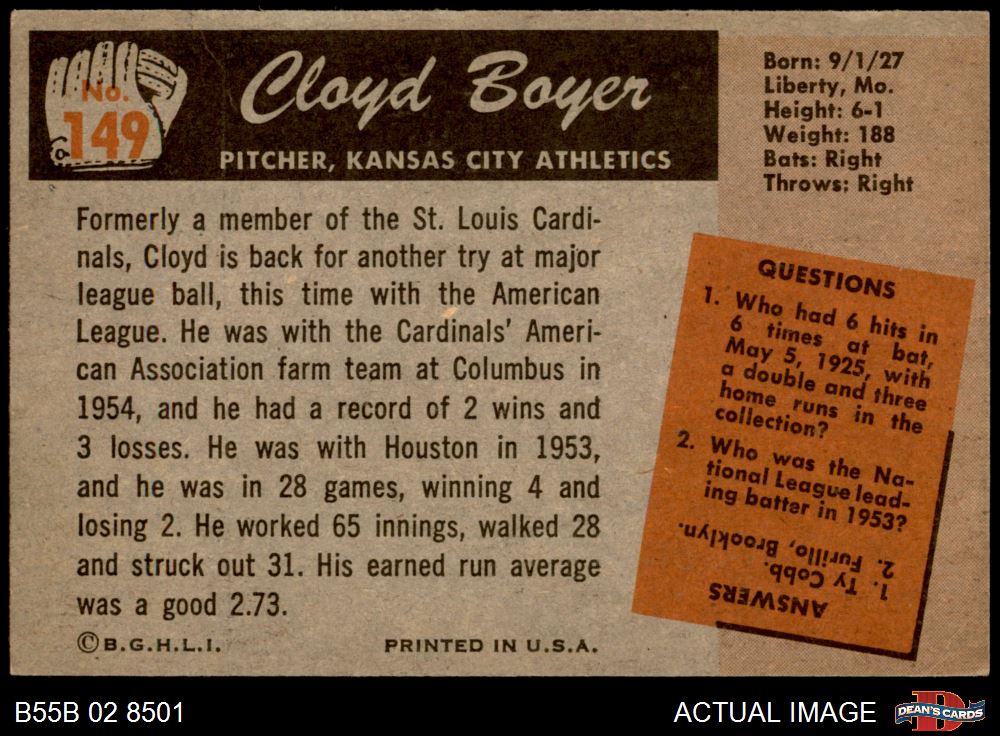 No.
149
Cloyd Boyer
PITCHER, KANSAS CITY ATHLETICS
Born: 9/1/27
Liberty, Mo.
Height: 6-1
Weight: 188
Bats: Right
Throws: Right
Formerly a member of the St. Louis Cardi-
nals, Cloyd is back for another try at major
league ball, this time with the American
League. He was with the Cardinals' Ameri-
can Association farm team at Columbus in
1954, and he had a record of 2 wins and
3 losses. He was with Houston in 1953,
and he was in 28 games, winning 4 and
losing 2. He worked 65 innings, walked 28
and struck out 31. His earned run average
was a good 2.73.
QUESTIONS
1. Who had 6 hits in
6 times at bat,
May 5, 1925, with
a double and three
home runs in the
collection?
2. Who was the Na-
tional League lead-
ing batter in 1953?
ANSWERS
1. Ty Cobb.
2. Furillo, Brooklyn.
©B.G.H.L.I.
PRINTED IN U.S.A.
B55B 02 8501
ACTUAL IMAGE
D
DEAN'S CARDS